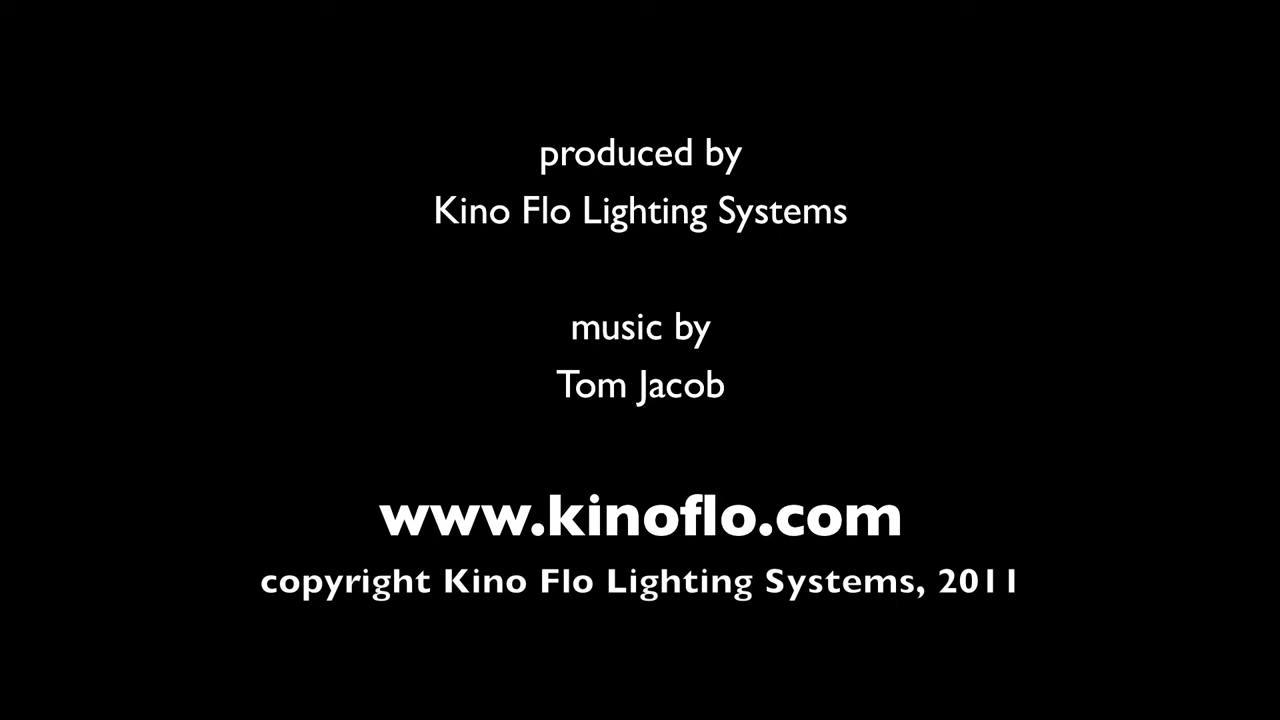 produced by
Kino Flo Lighting Systems
music by
Tom Jacob
www.kinoflo.com
copyright Kino Flo Lighting Systems, 2011